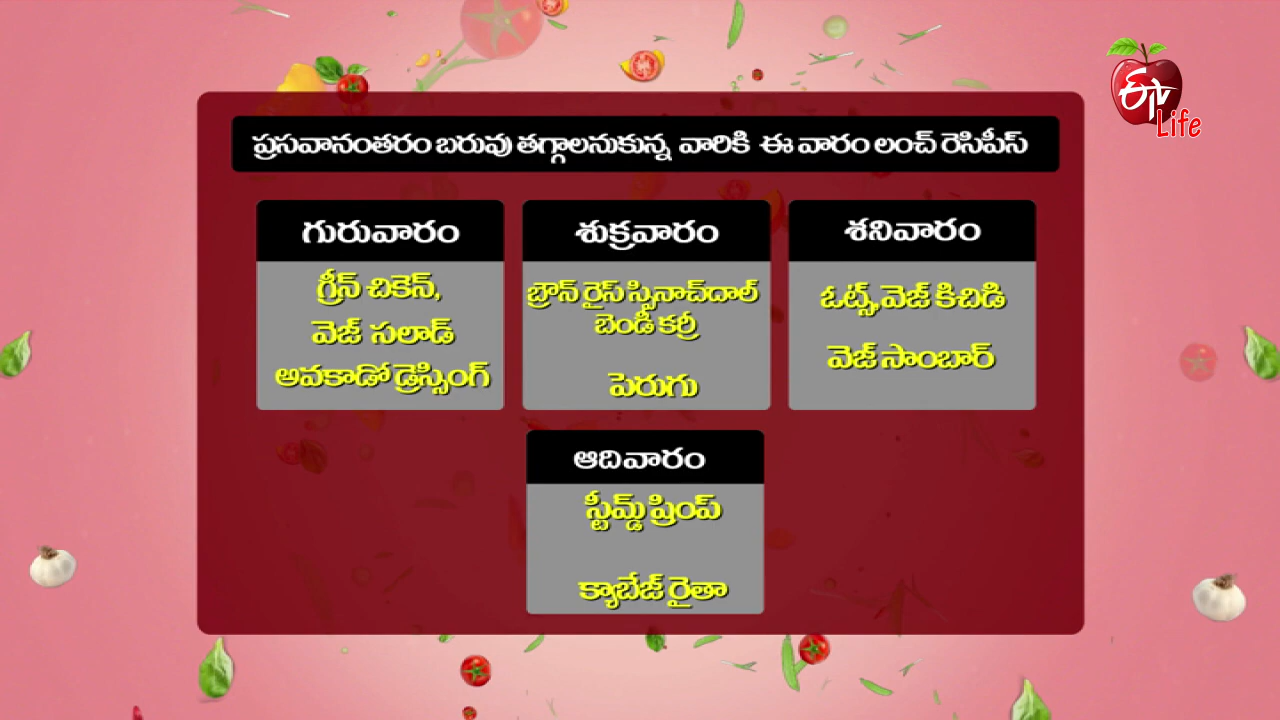 ETV
Life
ప్రసవానంతరం బరువు తగ్గాలనుకున్న వారికి ఈ వారం లంచ్ రెసిపీస్
గురువారం
గ్రీన్ చికెన్,
వెజ్ సలాడ్
అవకాడో డ్రెస్సింగ్
శుక్రవారం
బ్రౌన్ రైస్ స్పినాచ్‌దాల్
బెండీ కర్రీ
పెరుగు
శనివారం
ఓట్స్,వెజ్ కిచిడి
వెజ్ సాంబార్
ఆదివారం
స్టీమ్డ్ ష్రింప్
క్యాబేజ్ రైతా